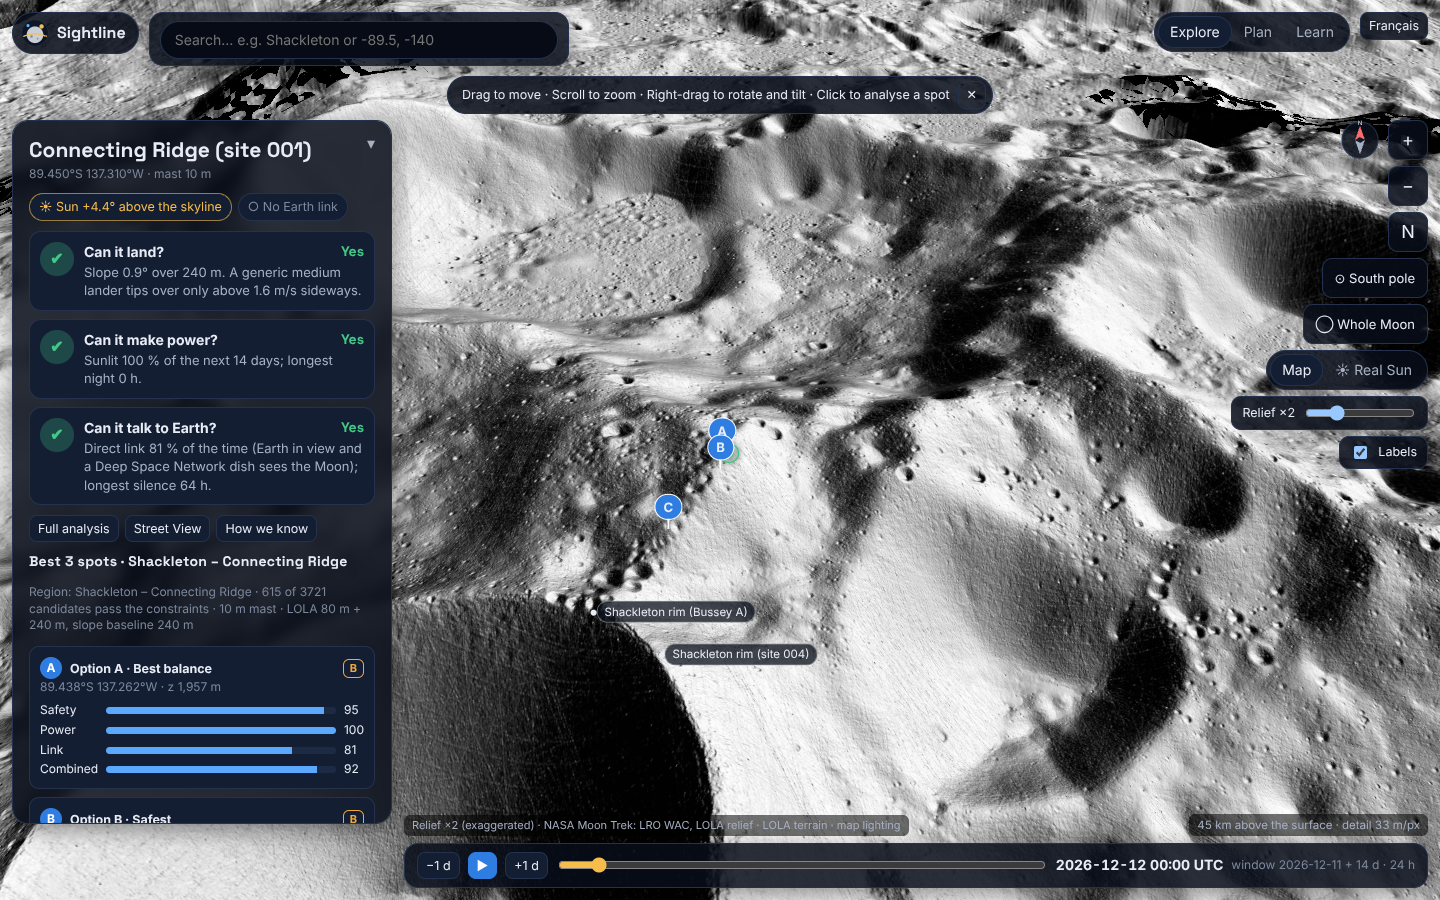 Sightline
Search... e.g. Shackleton or -89.5, -140
Explore
Plan
Learn
Français
Drag to move · Scroll to zoom · Right-drag to rotate and tilt · Click to analyse a spot ✕
Connecting Ridge (site 001)
89.450°S 137.310°W · mast 10 m
☀ Sun +4.4° above the skyline
○ No Earth link
Can it land? Yes
Slope 0.9° over 240 m. A generic medium
lander tips over only above 1.6 m/s sideways.
Can it make power? Yes
Sunlit 100 % of the next 14 days; longest
night 0 h.
Can it talk to Earth? Yes
Direct link 81 % of the time (Earth in view and
a Deep Space Network dish sees the Moon);
longest silence 64 h.
Full analysis
Street View
How we know
Best 3 spots · Shackleton – Connecting Ridge
Region: Shackleton – Connecting Ridge · 615 of 3721
candidates pass the constraints · 10 m mast · LOLA 80 m +
240 m, slope baseline 240 m
A Option A · Best balance B
89.438°S 137.262°W · z 1,957 m
Safety 95
Power 100
Link 81
Combined 92
B Option B · Safest B
A
B
C
Shackleton rim (Bussey A)
Shackleton rim (site 004)
N
+
−
N
⊙ South pole
◯ Whole Moon
Map
☀ Real Sun
Relief ×2
Labels
Relief ×2 (exaggerated) · NASA Moon Trek: LRO WAC, LOLA relief · LOLA terrain · map lighting
45 km above the surface · detail 33 m/px
−1 d
▶
+1 d
2026-12-12 00:00 UTC
window 2026-12-11 + 14 d · 24 h